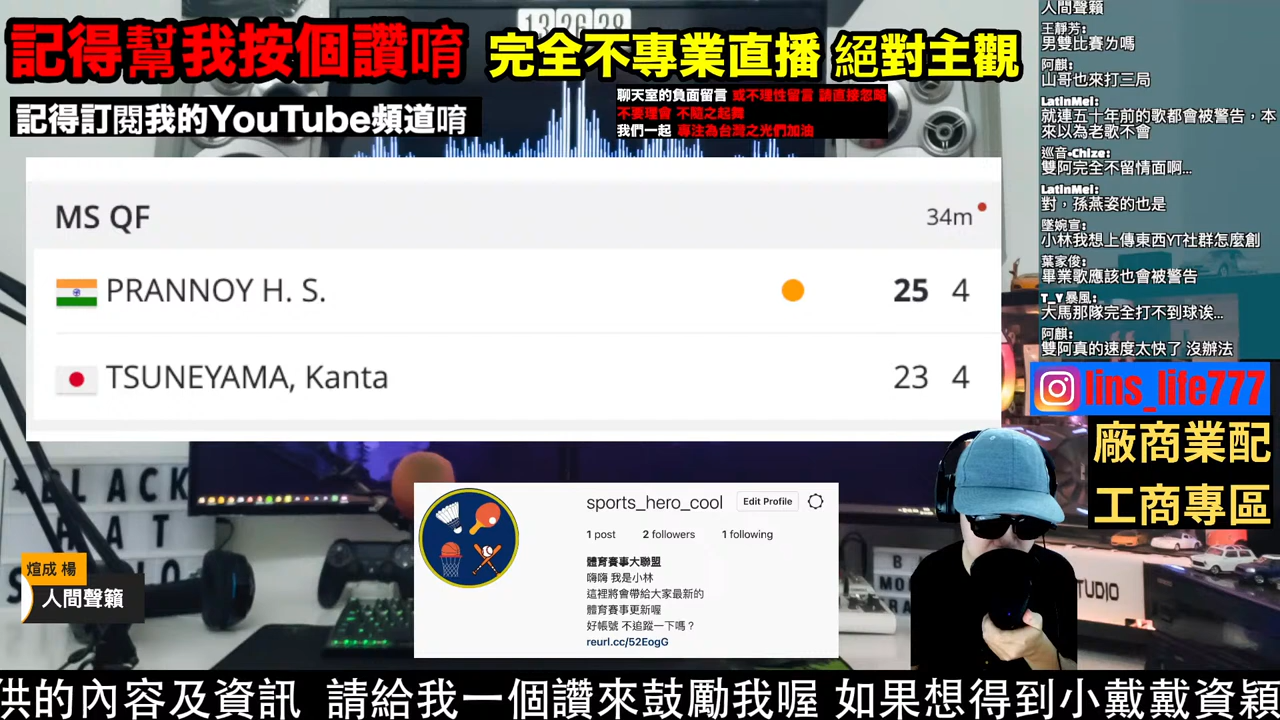 13 26 28
記得幫我按個讚唷
完全不專業直播 絕對主觀
記得訂閱我的YouTube頻道唷
聊天室的負面留言 或不理性留言 請直接忽略
不要理會 不隨之起舞
我們一起 專注為台灣之光們加油
MS QF
34m
PRANNOY H. S.
25 4
TSUNEYAMA, Kanta
23 4
人間聲籟
王靜芳:
男雙比賽ㄌ嗎
阿麒:
山哥也來打三局
LatinMei:
就連五十年前的歌都會被警告，本
來以為老歌不會
巡音-Chize:
雙阿完全不留情面啊...
LatinMei:
對，孫燕姿的也是
墜婉宣:
小林我想上傳東西YT社群怎麼創
葉家俊:
畢業歌應該也會被警告
T_Y暴風:
大馬那隊完全打不到球诶...
阿麒:
雙阿真的速度太快了 沒辦法
lins_life777
廠商業配
工商專區
BLACK
HAT
煊成 楊
人間聲籟
sports_hero_cool
Edit Profile
1 post
2 followers
1 following
體育賽事大聯盟
嗨嗨 我是小林
這裡將會帶給大家最新的
體育賽事更新喔
好帳號 不追蹤一下嗎？
reurl.cc/52EogG
供的內容及資訊 請給我一個讚來鼓勵我喔 如果想得到小戴戴資穎